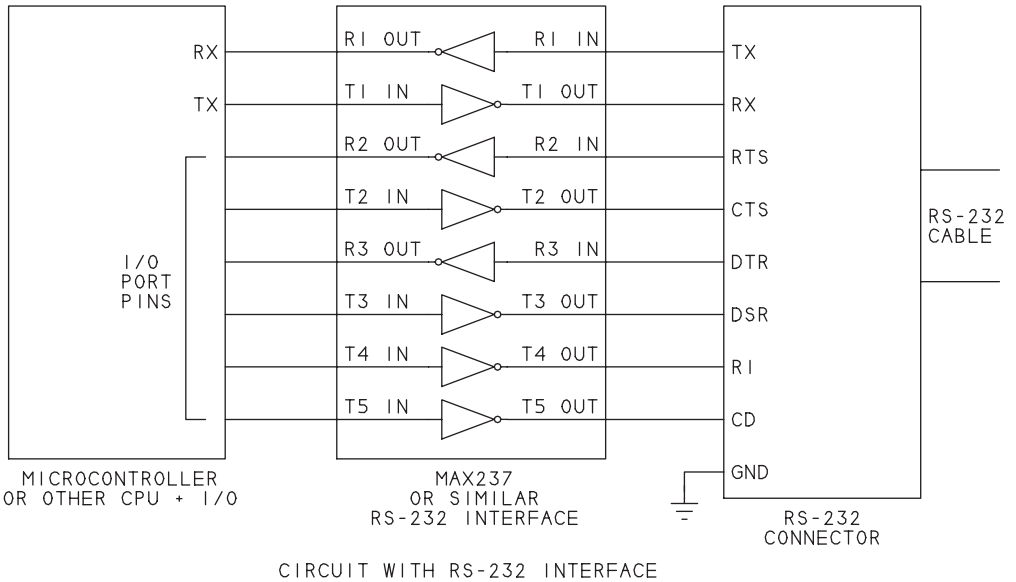 RX R1 OUT R1 IN TX
TX T1 IN T1 OUT RX
R2 OUT R2 IN RTS
T2 IN T2 OUT CTS
R3 OUT R3 IN DTR
T3 IN T3 OUT DSR
T4 IN T4 OUT RI
T5 IN T5 OUT CD
GND
I/O
PORT
PINS
RS-232
CABLE
MICROCONTROLLER
OR OTHER CPU + I/O
MAX237
OR SIMILAR
RS-232 INTERFACE
RS-232
CONNECTOR
CIRCUIT WITH RS-232 INTERFACE